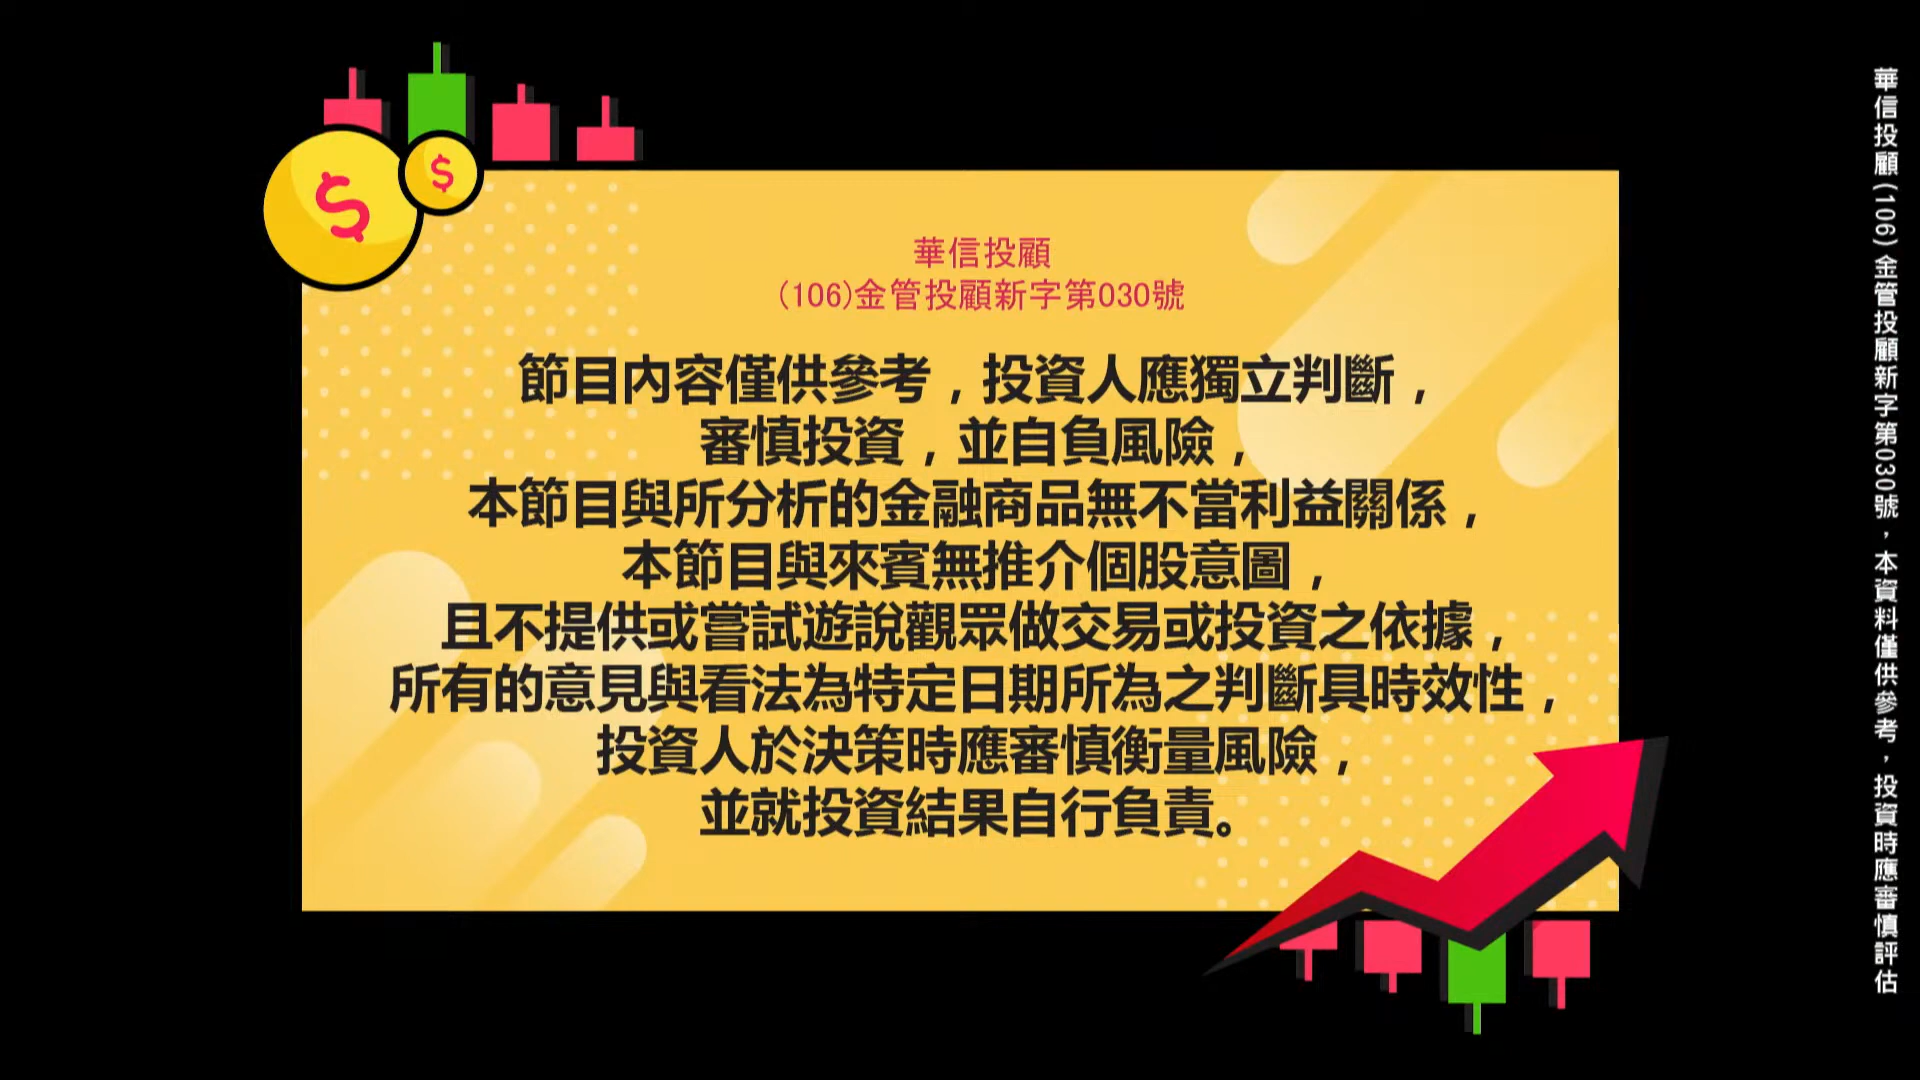 華信投顧
(106)金管投顧新字第030號
節目內容僅供參考，投資人應獨立判斷，
審慎投資，並自負風險，
本節目與所分析的金融商品無不當利益關係，
本節目與來賓無推介個股意圖，
且不提供或嘗試遊說觀眾做交易或投資之依據，
所有的意見與看法為特定日期所為之判斷具時效性，
投資人於決策時應審慎衡量風險，
並就投資結果自行負責。
華信投顧(106)金管投顧新字第030號，本資料僅供參考，投資時應審慎評估
$
$